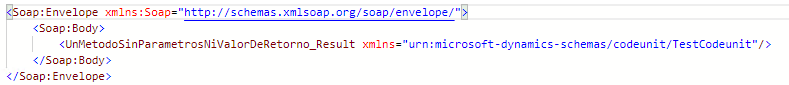 <Soap:Envelope xmlns:Soap="http://schemas.xmlsoap.org/soap/envelope/">
<Soap:Body>
<UnMetodoSinParametrosNiValorDeRetorno_Result xmlns="urn:microsoft-dynamics-schemas/codeunit/TestCodeunit"/>
</Soap:Body>
</Soap:Envelope>